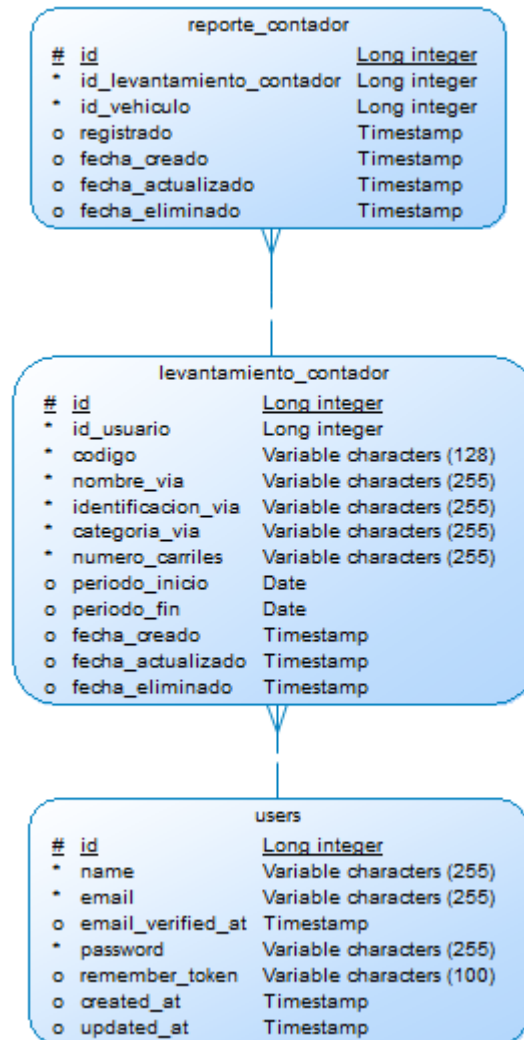 reporte_contador
# id Long integer
* id_levantamiento_contador Long integer
* id_vehiculo Long integer
o registrado Timestamp
o fecha_creado Timestamp
o fecha_actualizado Timestamp
o fecha_eliminado Timestamp
levantamiento_contador
# id Long integer
* id_usuario Long integer
* codigo Variable characters (128)
* nombre_via Variable characters (255)
* identificacion_via Variable characters (255)
* categoria_via Variable characters (255)
* numero_carriles Variable characters (255)
o periodo_inicio Date
o periodo_fin Date
o fecha_creado Timestamp
o fecha_actualizado Timestamp
o fecha_eliminado Timestamp
users
# id Long integer
* name Variable characters (255)
* email Variable characters (255)
o email_verified_at Timestamp
* password Variable characters (255)
o remember_token Variable characters (100)
o created_at Timestamp
o updated_at Timestamp